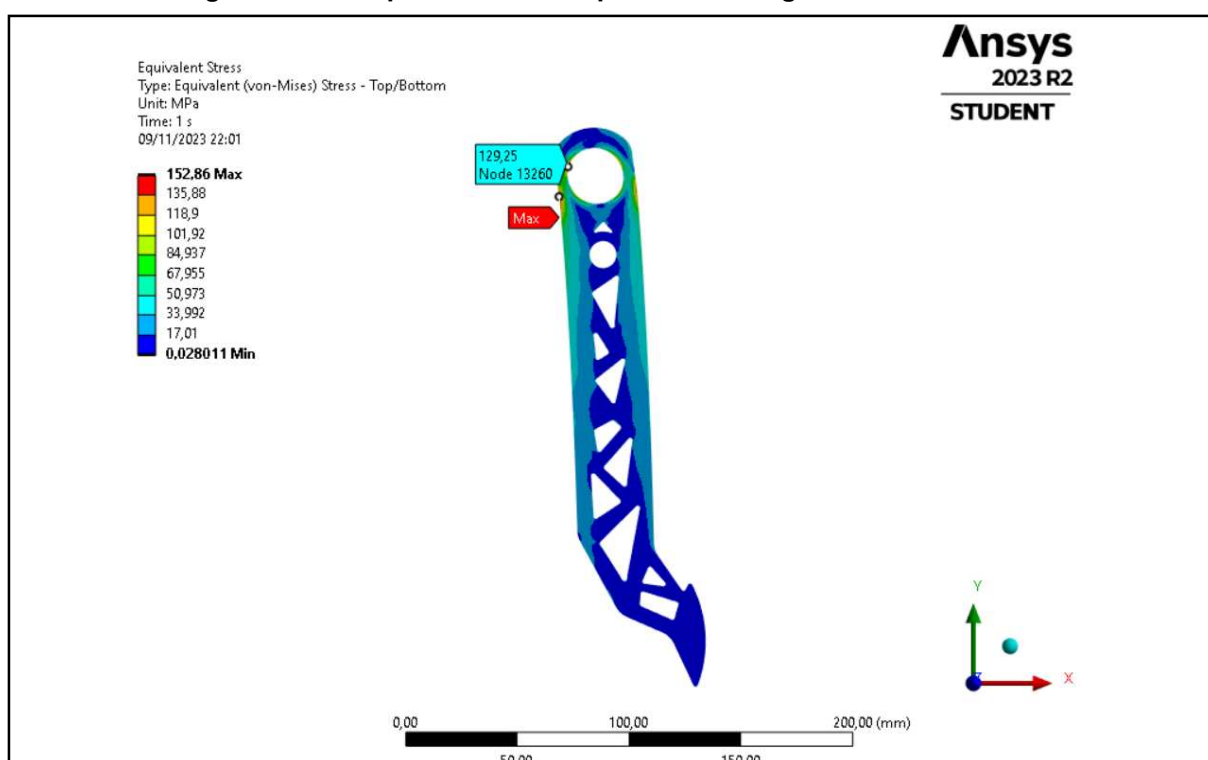 Equivalent Stress
Type: Equivalent (von-Mises) Stress - Top/Bottom
Unit: MPa
Time: 1 s
09/11/2023 22:01
152,86 Max
135,88
118,9
101,92
84,937
67,955
50,973
33,992
17,01
0,028011 Min
Ansys
2023 R2
STUDENT
129,25
Node 13260
Max
Y
X
0,00 100,00 200,00 (mm)
50,00 150,00